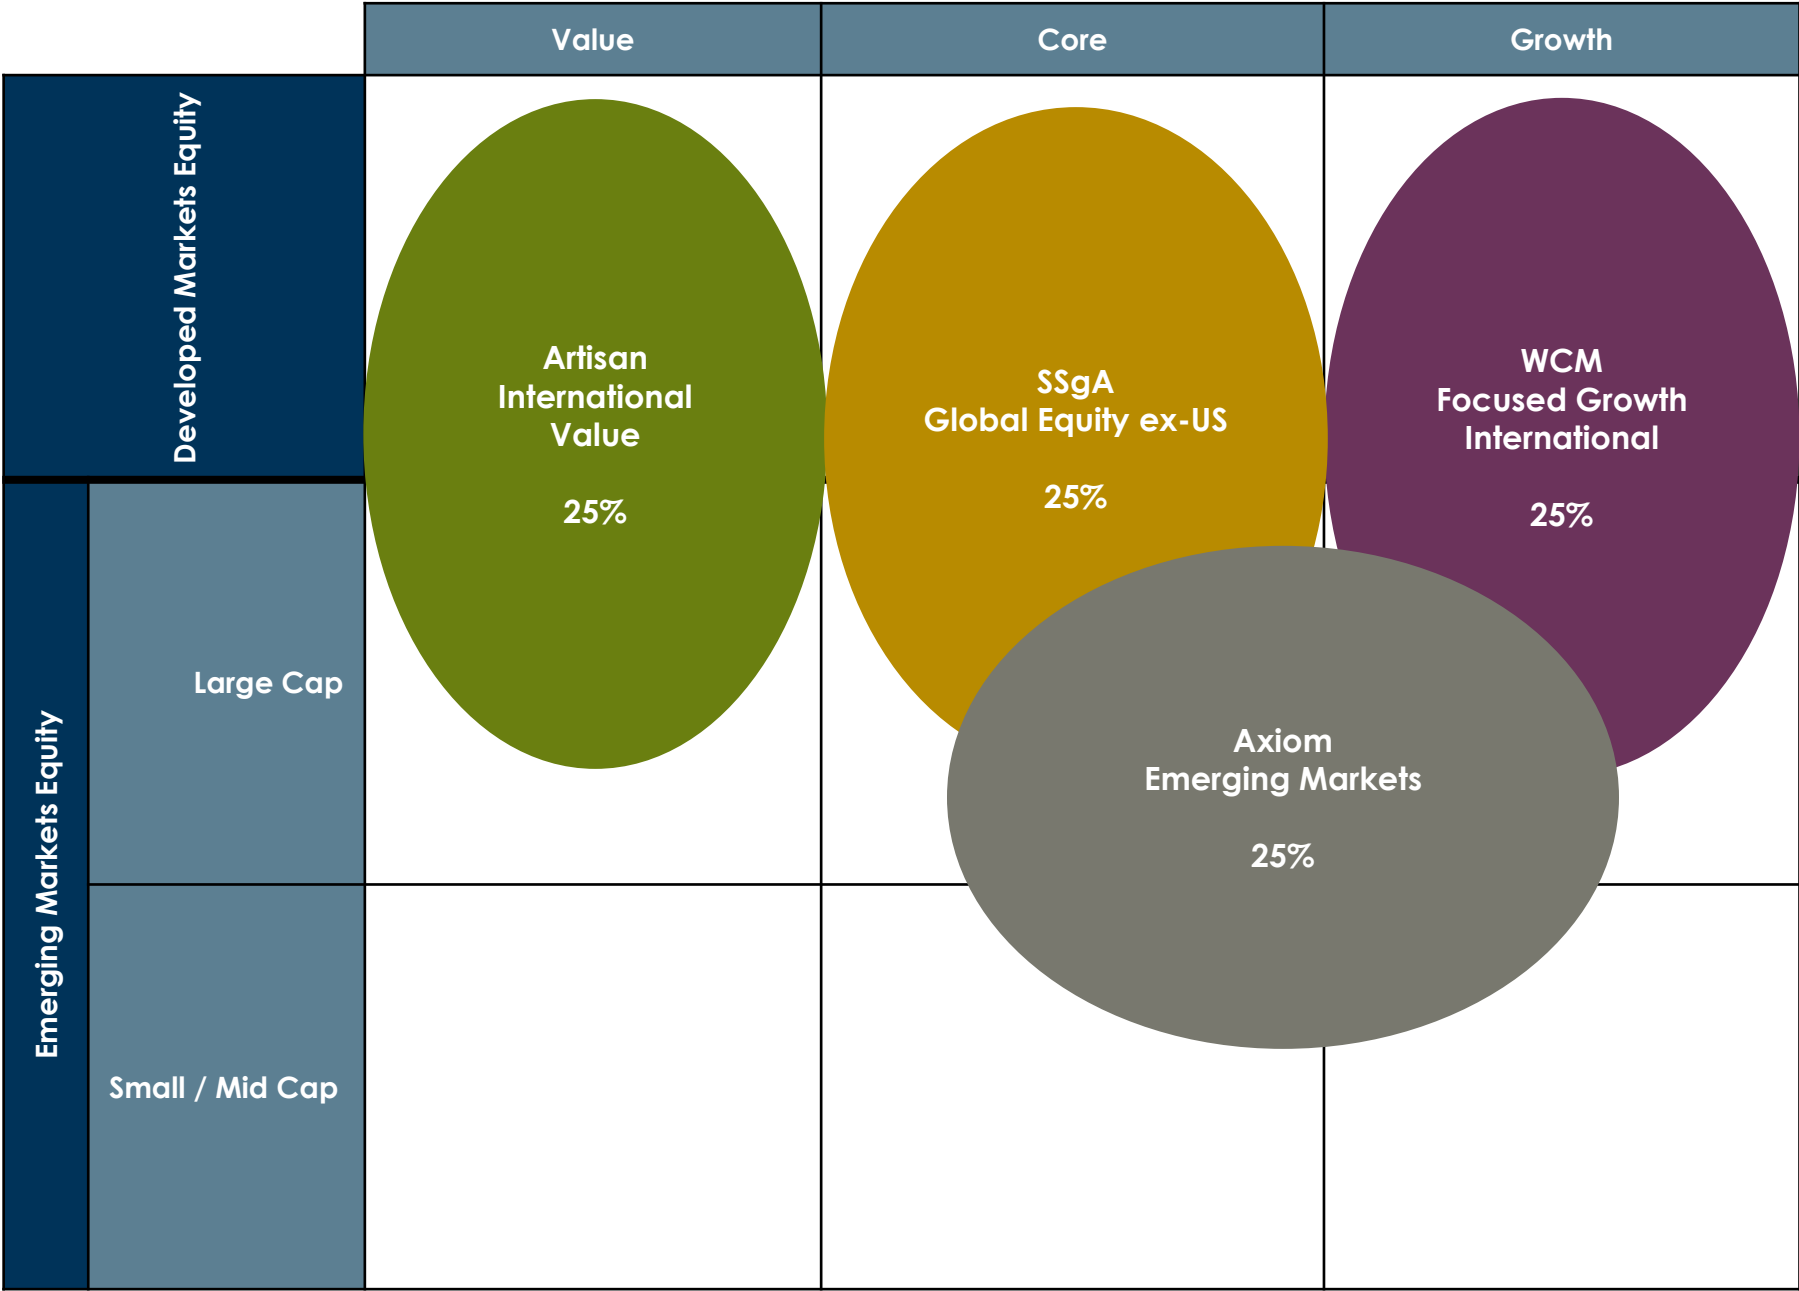 Value
Core
Growth
Developed Markets Equity
Artisan
International
Value
25%
SSgA
Global Equity ex-US
25%
WCM
Focused Growth
International
25%
Emerging Markets Equity
Large Cap
Axiom
Emerging Markets
25%
Small / Mid Cap